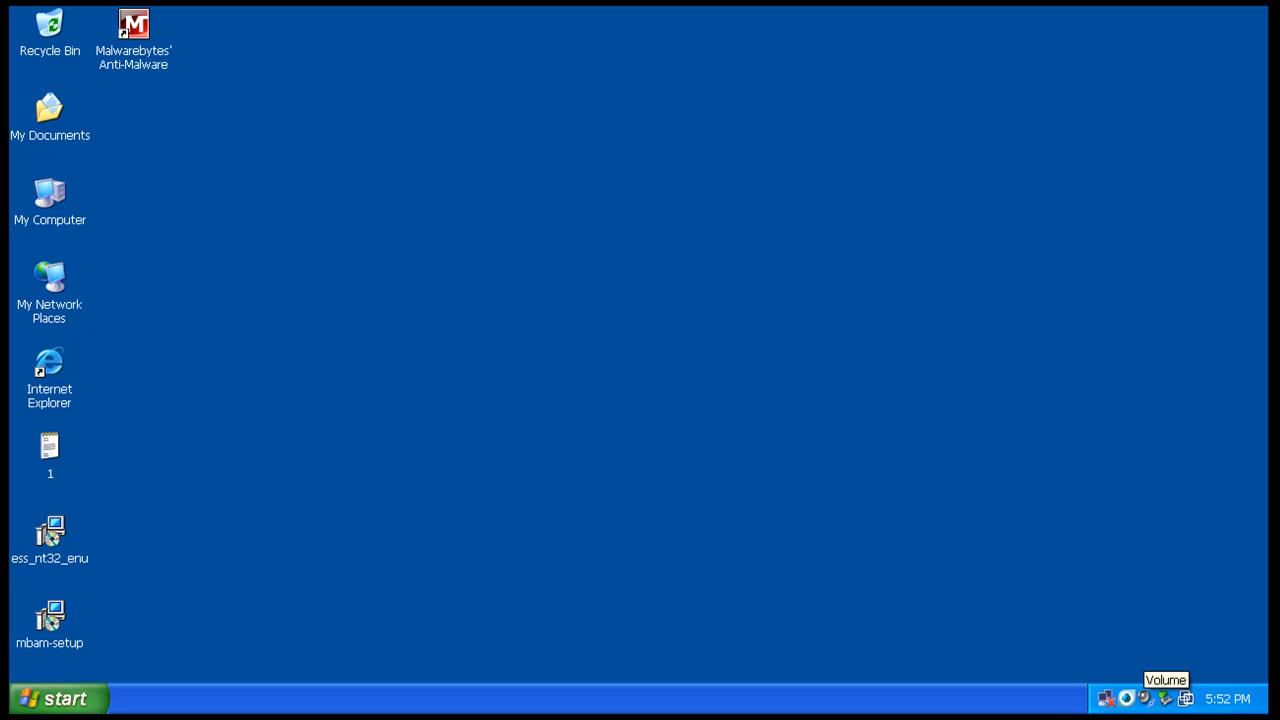 Recycle Bin
Malwarebytes'
Anti-Malware
My Documents
My Computer
My Network
Places
Internet
Explorer
1
ess_nt32_enu
mbam-setup
start
Volume
5:52 PM